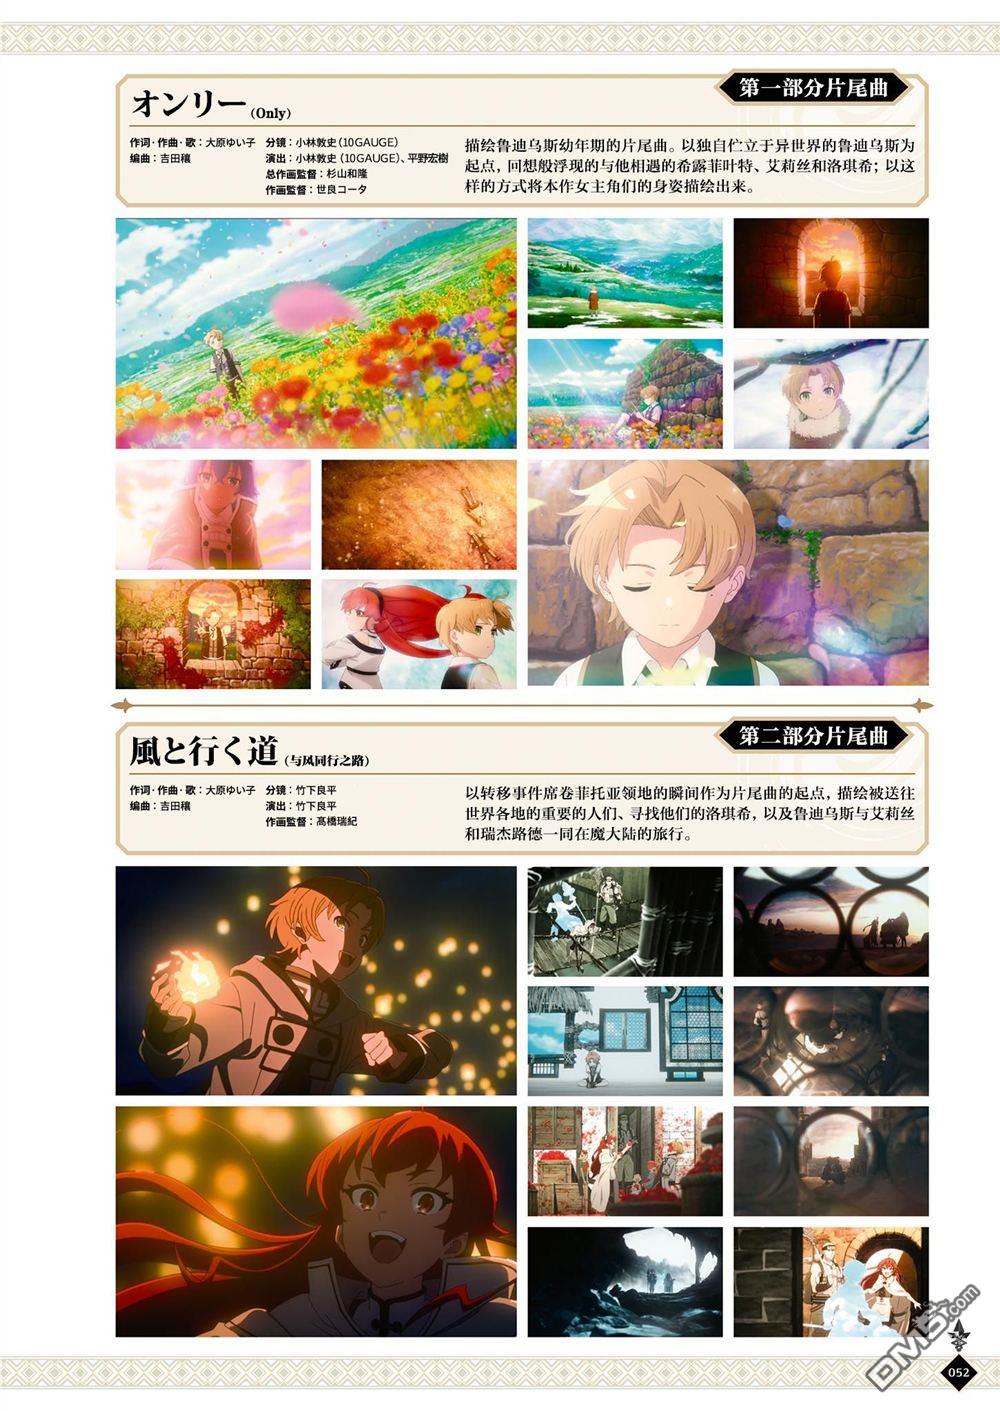 第一部分片尾曲
オンリー(Only)
作词·作曲·歌：大原ゆい子
编曲：吉田穣
分镜：小林敦史(10GAUGE)
演出：小林敦史(10GAUGE)、平野宏樹
总作画监督：杉山和隆
作画監督：世良コータ
描绘鲁迪乌斯幼年期的片尾曲。以独自伫立于异世界的鲁迪乌斯为
起点，回想般浮现的与他相遇的希露菲叶特、艾莉丝和洛琪希；以这
样的方式将本作女主角们的身姿描绘出来。
第二部分片尾曲
風と行く道(与风同行之路)
作词·作曲·歌：大原ゆい子
编曲：吉田穣
分镜：竹下良平
演出：竹下良平
作画監督：髙橋瑞紀
以转移事件席卷菲托亚领地的瞬间作为片尾曲的起点，描绘被送往
世界各地的重要的人们、寻找他们的洛琪希，以及鲁迪乌斯与艾莉丝
和瑞杰路德一同在魔大陆的旅行。
DM5.com
052